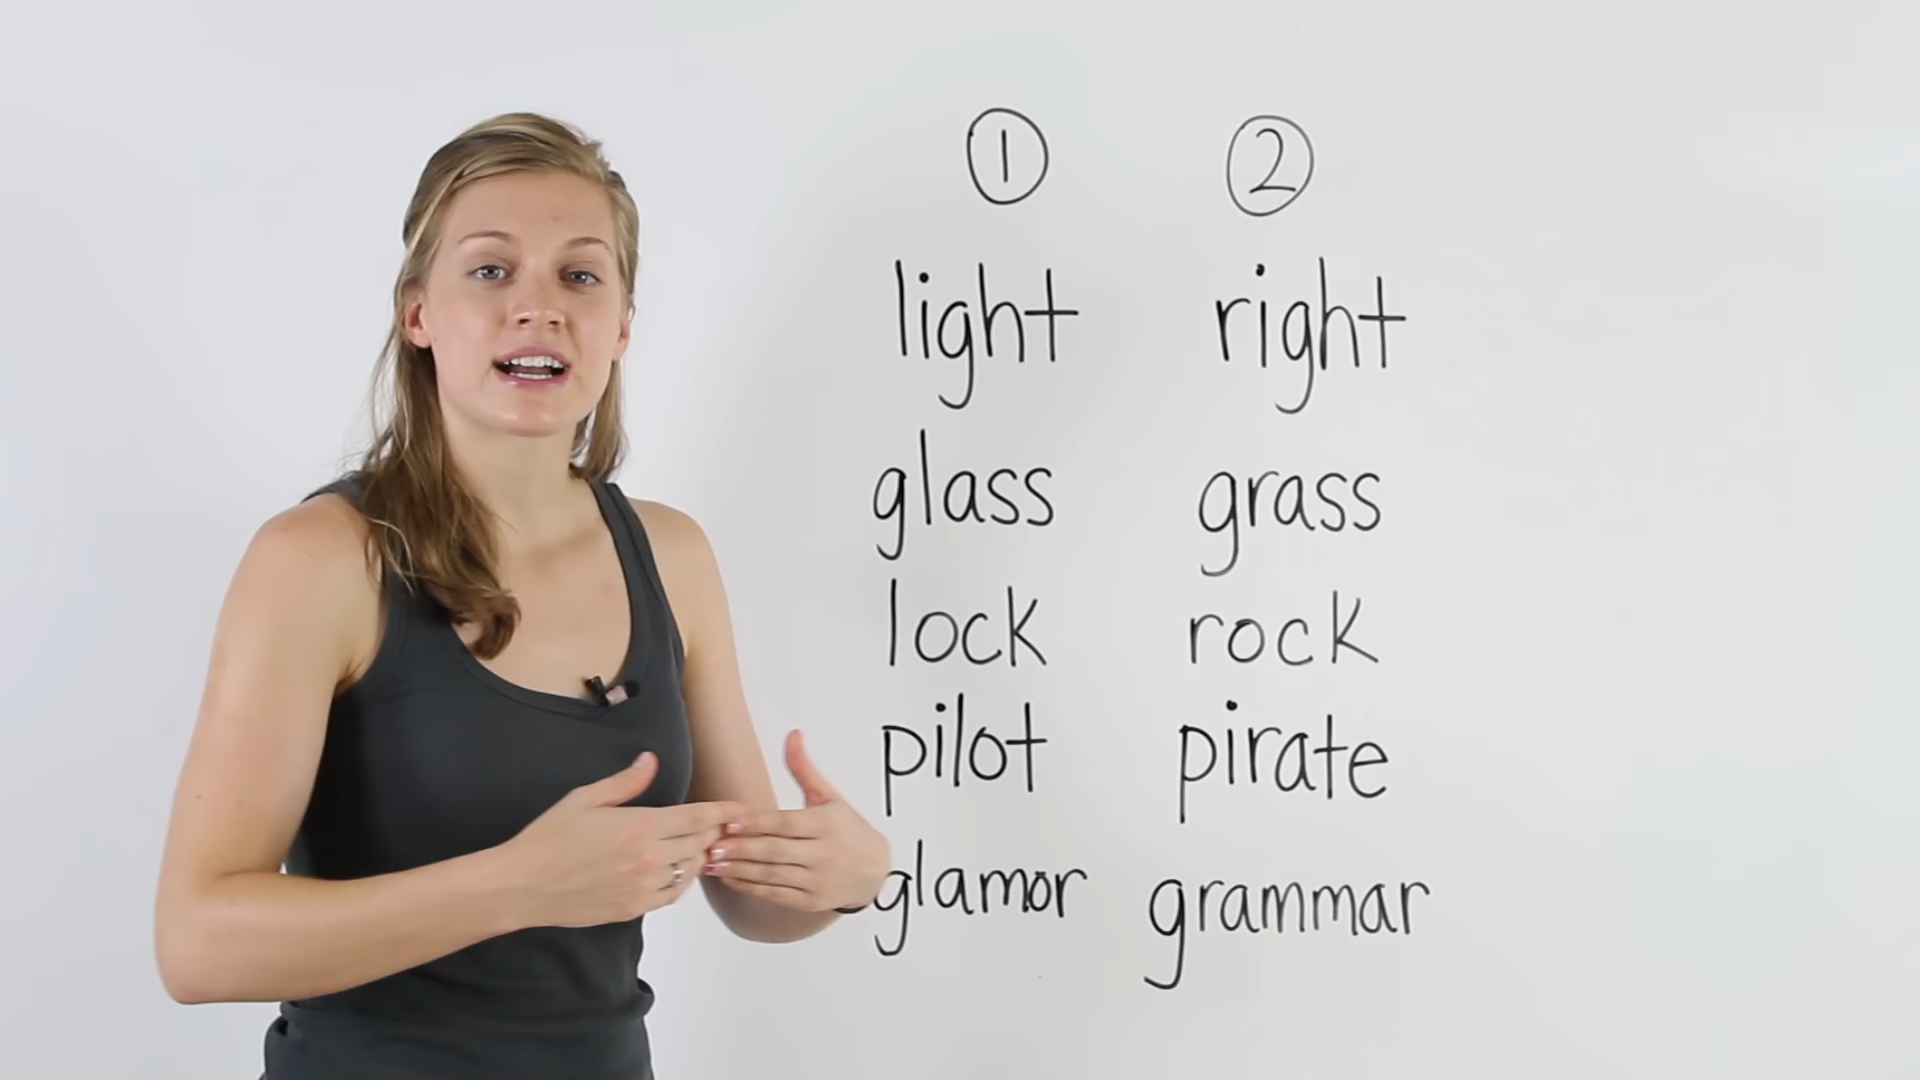 ① ②
light right
glass grass
lock rock
pilot pirate
glamor grammar